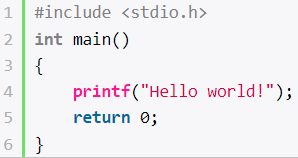 1 #include <stdio.h>
2 int main()
3 {
4     printf("Hello world!");
5     return 0;
6 }